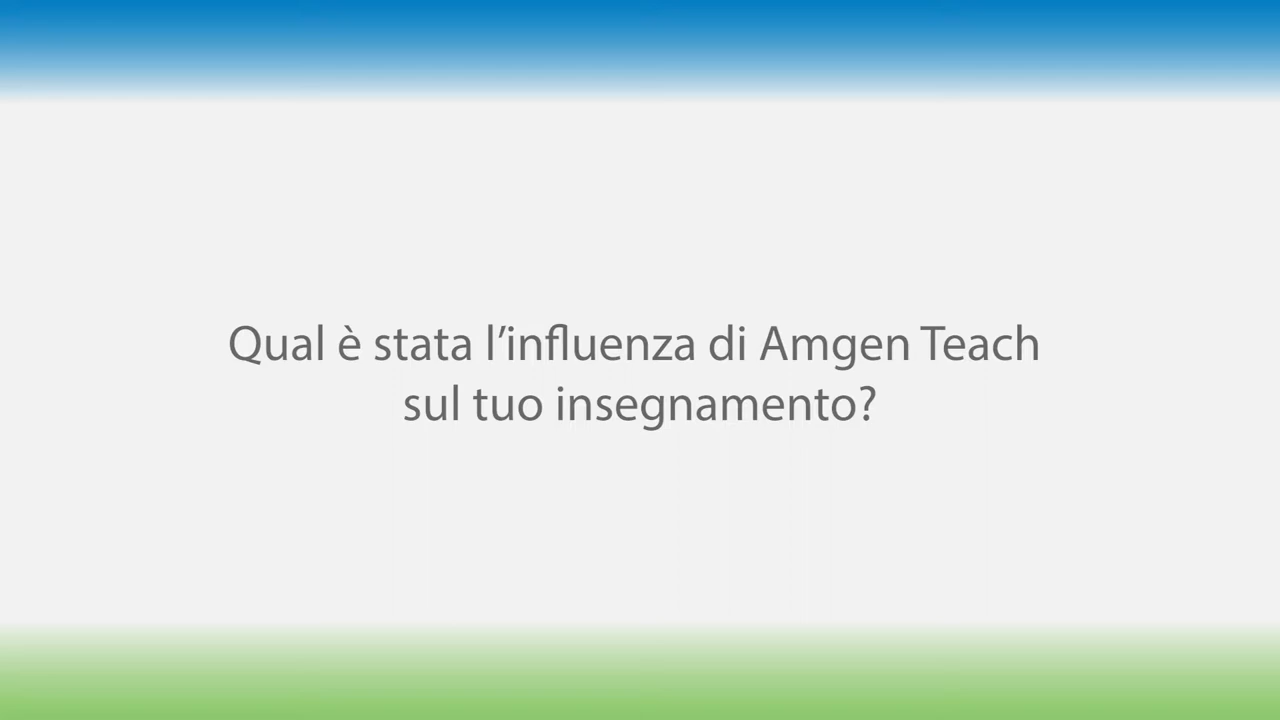 Qual è stata l’influenza di Amgen Teach
sul tuo insegnamento?